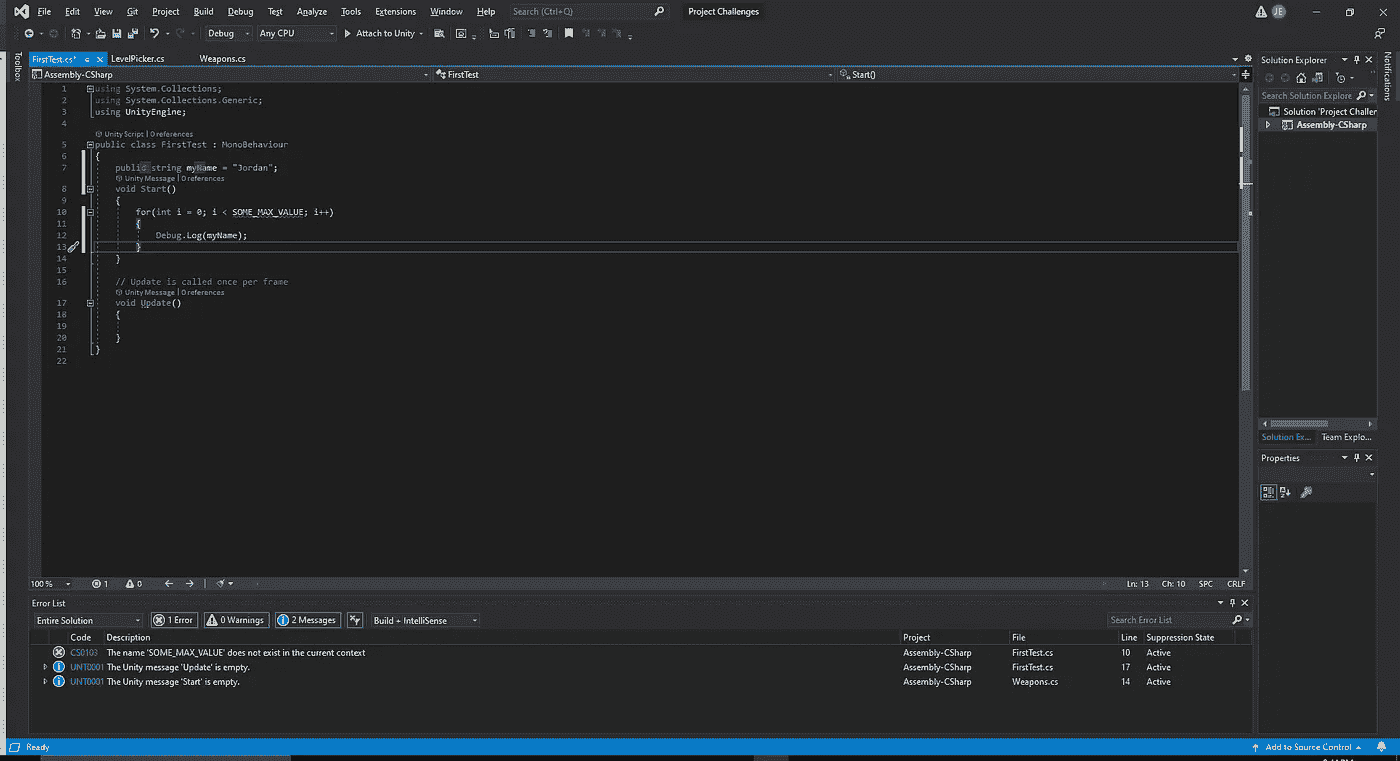 File Edit View Git Project Build Debug Test Analyze Tools Extensions Window Help Search (Ctrl+Q) Project Challenges JE
Debug Any CPU Attach to Unity
Toolbox
FirstTest.cs* LevelPicker.cs Weapons.cs
Assembly-CSharp FirstTest Start()
1 using System.Collections;
2 using System.Collections.Generic;
3 using UnityEngine;
4
Unity Script | 0 references
5 public class FirstTest : MonoBehaviour
6 {
7 public string myName = "Jordan";
Unity Message | 0 references
8 void Start()
9 {
10 for(int i = 0; i < SOME_MAX_VALUE; i++)
11 {
12 Debug.Log(myName);
13 }
14 }
15
16 // Update is called once per frame
Unity Message | 0 references
17 void Update()
18 {
19
20 }
21 }
22
100 % 1 0 Ln: 13 Ch: 10 SPC CRLF
Error List
Entire Solution 1 Error 0 Warnings 2 Messages Build + IntelliSense Search Error List
Code Description Project File Line Suppression State
CS0103 The name 'SOME_MAX_VALUE' does not exist in the current context Assembly-CSharp FirstTest.cs 10 Active
UNT0001 The Unity message 'Update' is empty. Assembly-CSharp FirstTest.cs 17 Active
UNT0001 The Unity message 'Start' is empty. Assembly-CSharp Weapons.cs 14 Active
Solution Explorer
Search Solution Explore
Solution 'Project Challer
Assembly-CSharp
Solution Ex... Team Explo...
Properties
Notifications
Ready Add to Source Control